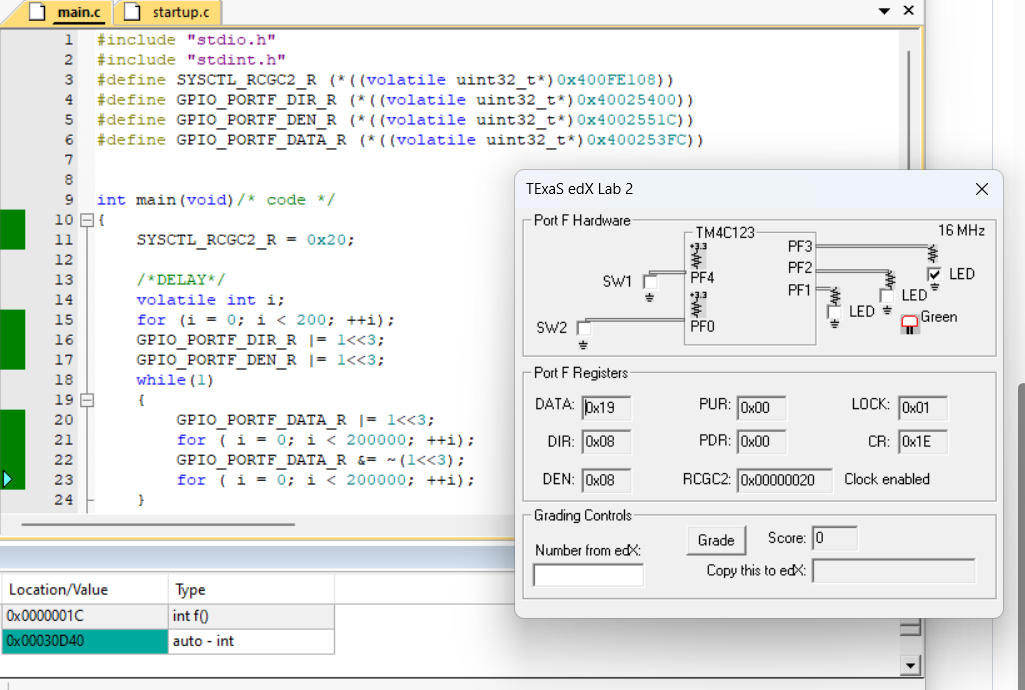 main.c
startup.c
1 #include "stdio.h"
2 #include "stdint.h"
3 #define SYSCTL_RCGC2_R (*((volatile uint32_t*)0x400FE108))
4 #define GPIO_PORTF_DIR_R (*((volatile uint32_t*)0x40025400))
5 #define GPIO_PORTF_DEN_R (*((volatile uint32_t*)0x4002551C))
6 #define GPIO_PORTF_DATA_R (*((volatile uint32_t*)0x400253FC))
7
8
9 int main(void)/* code */
10 {
11 SYSCTL_RCGC2_R = 0x20;
12
13 /*DELAY*/
14 volatile int i;
15 for (i = 0; i < 200; ++i);
16 GPIO_PORTF_DIR_R |= 1<<3;
17 GPIO_PORTF_DEN_R |= 1<<3;
18 while(1)
19 {
20 GPIO_PORTF_DATA_R |= 1<<3;
21 for ( i = 0; i < 200000; ++i);
22 GPIO_PORTF_DATA_R &= ~(1<<3);
23 for ( i = 0; i < 200000; ++i);
24 }
TExaS edX Lab 2
Port F Hardware
TM4C123
16 MHz
+3.3
PF3
PF2
PF1
SW1
PF4
+3.3
SW2
PF0
LED
LED
LED
Green
Port F Registers
DATA: 0x19 PUR: 0x00 LOCK: 0x01
DIR: 0x08 PDR: 0x00 CR: 0x1E
DEN: 0x08 RCGC2: 0x00000020 Clock enabled
Grading Controls
Number from edX:
Grade
Score: 0
Copy this to edX:
Location/Value Type
0x0000001C int f()
0x00030D40 auto - int